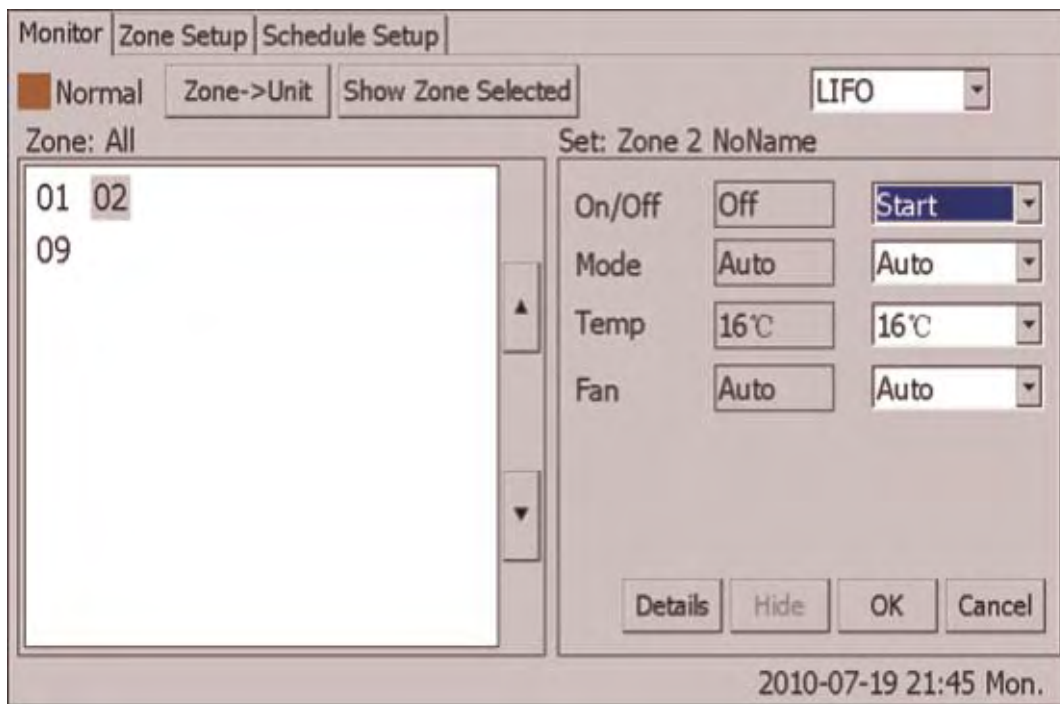 Monitor Zone Setup Schedule Setup
Normal Zone->Unit Show Zone Selected LIFO
Zone: All
01 02
09
Set: Zone 2 NoName
On/Off Off Start
Mode Auto Auto
Temp 16℃ 16℃
Fan Auto Auto
Details Hide OK Cancel
2010-07-19 21:45 Mon.